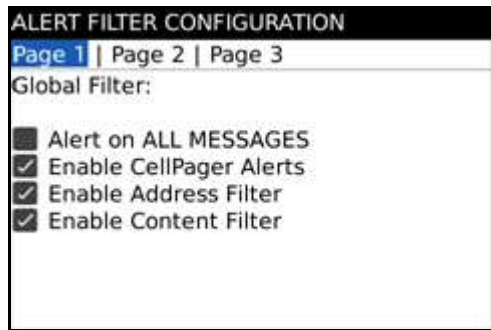 ALERT FILTER CONFIGURATION
Page 1 | Page 2 | Page 3
Global Filter:
Alert on ALL MESSAGES
Enable CellPager Alerts
Enable Address Filter
Enable Content Filter